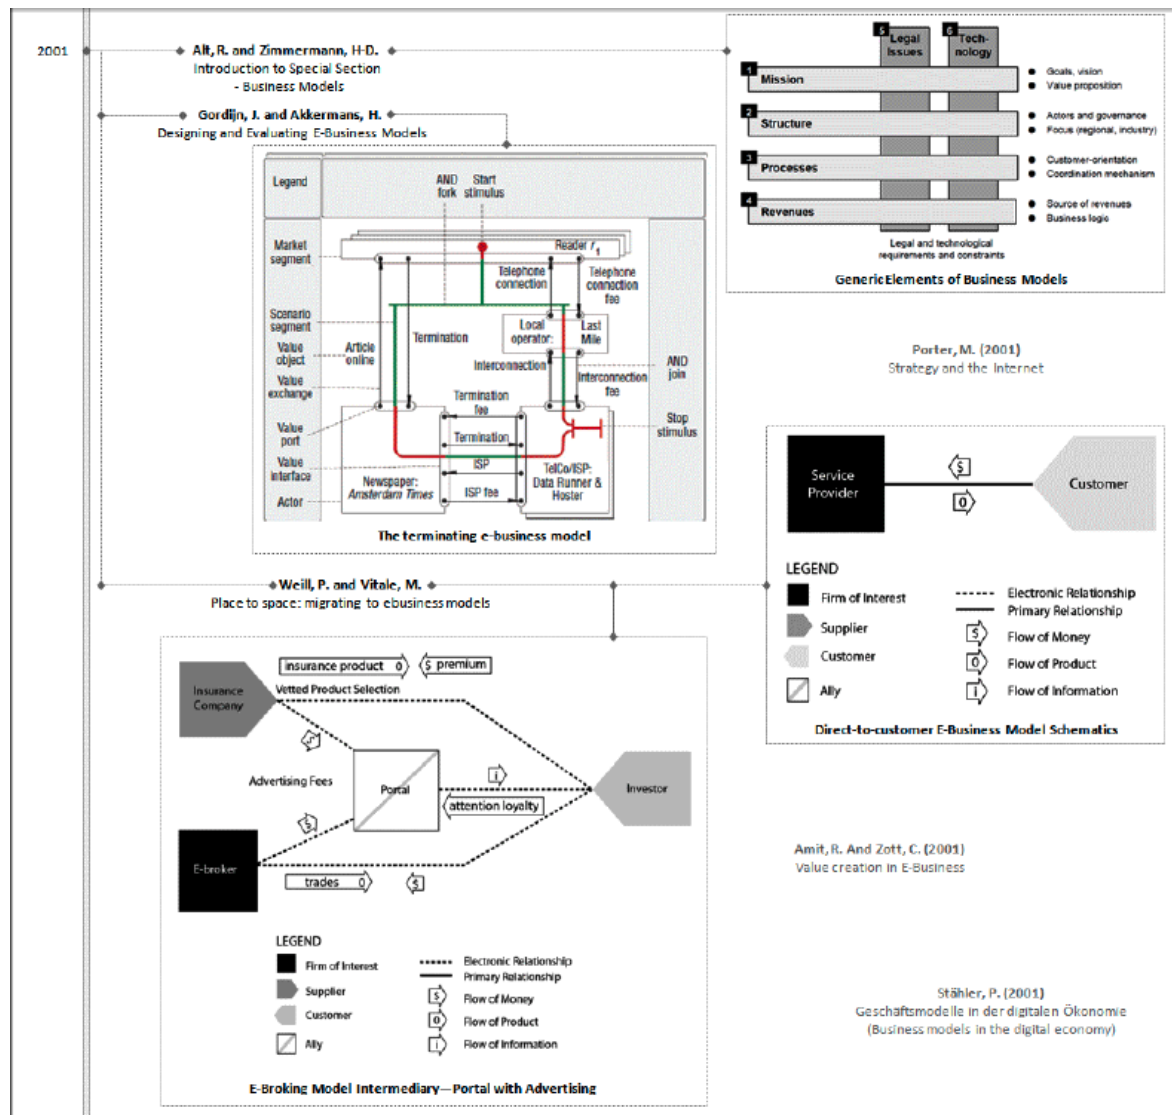 2001
Alt, R. and Zimmermann, H-D.
Introduction to Special Section
- Business Models
Gordijn, J. and Akkermans, H.
Designing and Evaluating E-Business Models
5
Legal
Issues
6
Tech-
nology
1
Mission
Goals, vision
Value proposition
2
Structure
Actors and governance
Focus (regional, industry)
3
Processes
Customer-orientation
Coordination mechanism
4
Revenues
Source of revenues
Business logic
Legal and technological
requirements and constraints
Generic Elements of Business Models
Legend
AND
fork
Start
stimulus
Market
segment
Reader r1
Telephone
connection
Telephone
connection
fee
Scenario
segment
Value
object
Article
online
Termination
Local
operator:
Last
Mile
Interconnection
Interconnection
fee
AND
join
Value
exchange
Termination
fee
Value
port
Termination
Stop
stimulus
Value
interface
ISP
Newspaper:
Amsterdam Times
TelCo/ISP:
Data Runner &
Hoster
Actor
ISP fee
The terminating e-business model
Porter, M. (2001)
Strategy and the Internet
Service
Provider
$
O
Customer
LEGEND
Firm of Interest
Supplier
Customer
Ally
Electronic Relationship
Primary Relationship
$ Flow of Money
O Flow of Product
i Flow of Information
Direct-to-customer E-Business Model Schematics
Weill, P. and Vitale, M.
Place to space: migrating to ebusiness models
insurance product O
$ premium
Insurance
Company
Vetted Product Selection
$
Advertising Fees
Portal
i
attention loyalty
Investor
$
E-broker
trades O
$
LEGEND
Firm of Interest
Supplier
Customer
Ally
Electronic Relationship
Primary Relationship
$ Flow of Money
O Flow of Product
i Flow of Information
E-Broking Model Intermediary—Portal with Advertising
Amit, R. And Zott, C. (2001)
Value creation in E-Business
Stähler, P. (2001)
Geschäftsmodelle in der digitalen Ökonomie
(Business models in the digital economy)